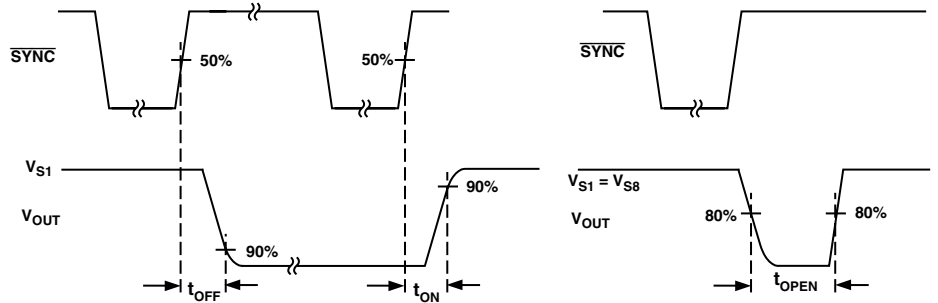 SYNC
50%
50%
VS1
VOUT
90%
90%
tOFF
tON
SYNC
VS1 = VS8
VOUT
80%
80%
tOPEN